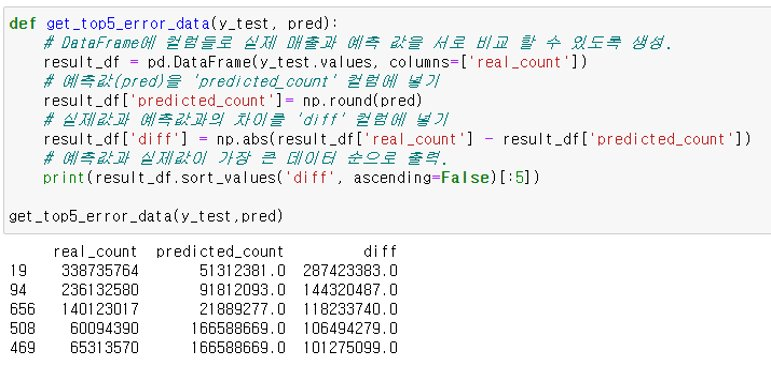 def get_top5_error_data(y_test, pred):
    # DataFrame에 컬럼들로 실제 매출과 예측 값을 서로 비교 할 수 있도록 생성.
    result_df = pd.DataFrame(y_test.values, columns=['real_count'])
    # 예측값(pred)을 'predicted_count' 컬럼에 넣기
    result_df['predicted_count']= np.round(pred)
    # 실제값과 예측값과의 차이를 'diff' 컬럼에 넣기
    result_df['diff'] = np.abs(result_df['real_count'] - result_df['predicted_count'])
    # 예측값과 실제값이 가장 큰 데이터 순으로 출력.
    print(result_df.sort_values('diff', ascending=False)[:5])
get_top5_error_data(y_test,pred)
     real_count  predicted_count         diff
19    338735764       51312381.0  287423383.0
94    236132580       91812093.0  144320487.0
656   140123017       21889277.0  118233740.0
508    60094390      166588669.0  106494279.0
469    65313570      166588669.0  101275099.0